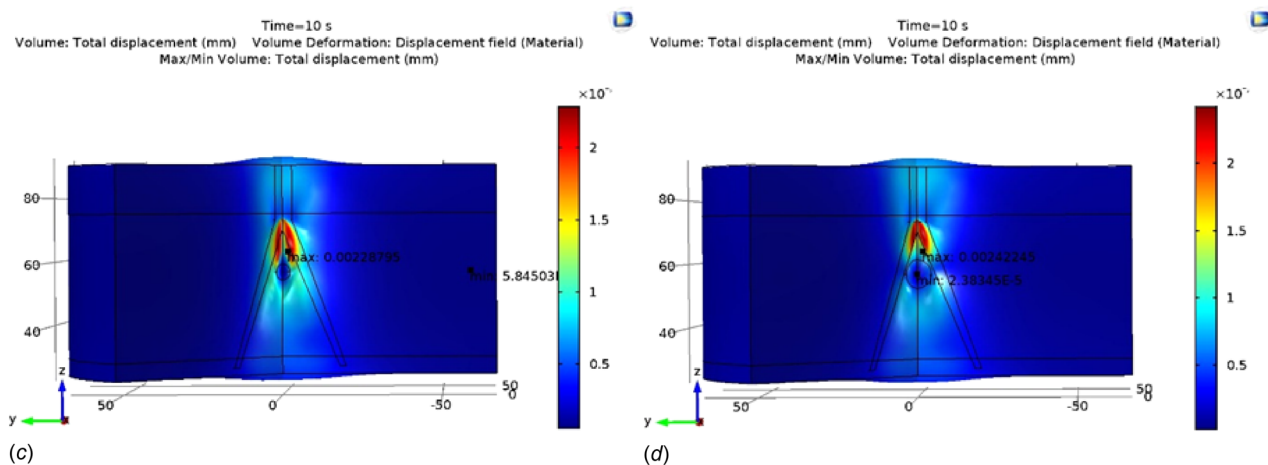 Time=10 s
Volume: Total displacement (mm) Volume Deformation: Displacement field (Material)
Max/Min Volume: Total displacement (mm)
×10⁻
80
60
40
2
1.5
1
0.5
max: 0.00228795
min: 5.84503
z
y
50
0
-50
50
0
(c)
Time=10 s
Volume: Total displacement (mm) Volume Deformation: Displacement field (Material)
Max/Min Volume: Total displacement (mm)
×10⁻
80
60
40
2
1.5
1
0.5
max: 0.00242245
min: 2.38345E-5
z
y
50
0
-50
50
0
(d)